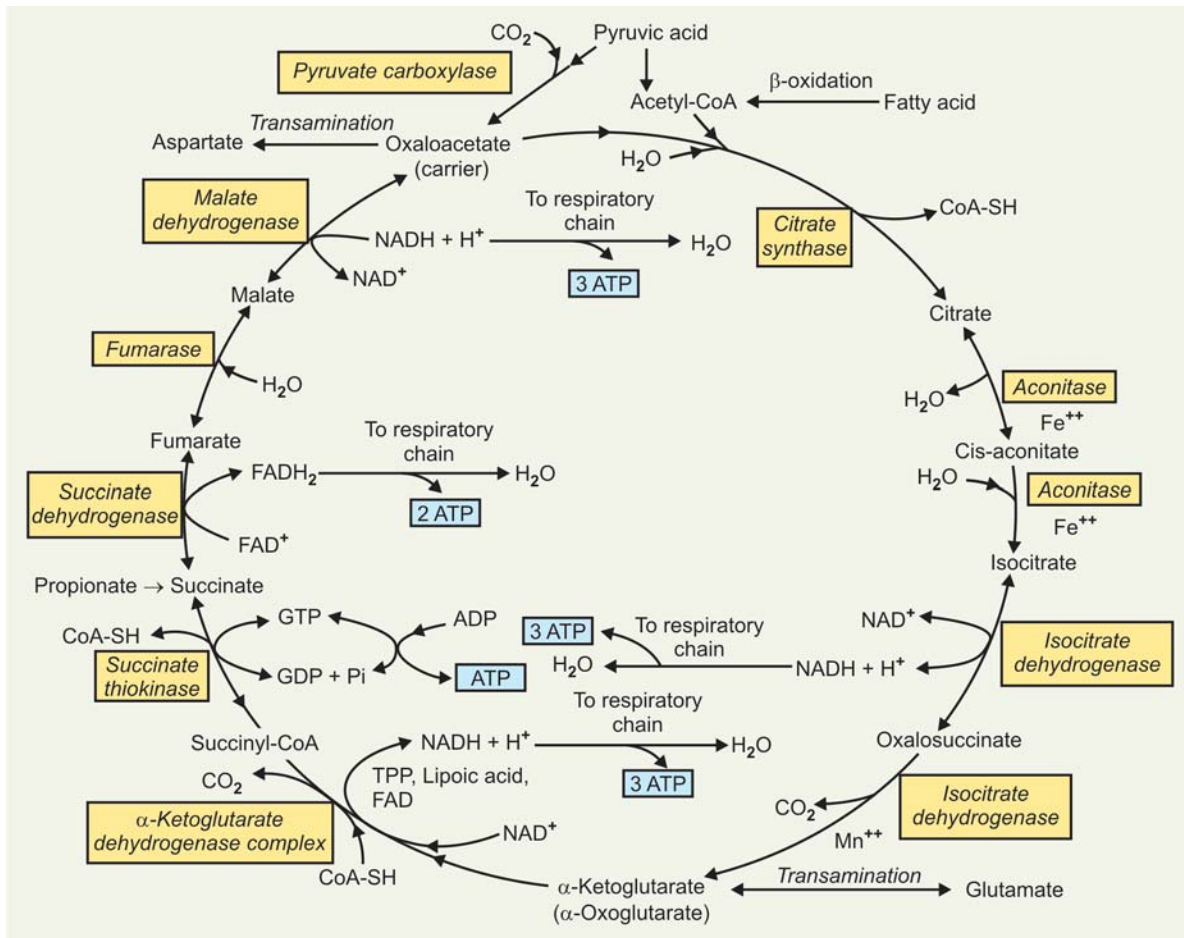 CO2
Pyruvic acid
Pyruvate carboxylase
β-oxidation
Acetyl-CoA
Fatty acid
Transamination
Aspartate
Oxaloacetate
(carrier)
H2O
Malate
dehydrogenase
To respiratory
chain
NADH + H+
H2O
NAD+
3 ATP
Citrate
synthase
CoA-SH
Malate
Citrate
Fumarase
H2O
H2O
Aconitase
Fe++
Fumarate
Cis-aconitate
To respiratory
chain
FADH2
H2O
2 ATP
Succinate
dehydrogenase
FAD+
H2O
Aconitase
Fe++
Isocitrate
Propionate → Succinate
CoA-SH
Succinate
thiokinase
GTP
GDP + Pi
ADP
ATP
3 ATP
H2O
To respiratory
chain
NADH + H+
NAD+
Isocitrate
dehydrogenase
Succinyl-CoA
To respiratory
chain
NADH + H+
H2O
3 ATP
Oxalosuccinate
CO2
TPP, Lipoic acid,
FAD
CO2
Isocitrate
dehydrogenase
Mn++
α-Ketoglutarate
dehydrogenase complex
NAD+
CoA-SH
α-Ketoglutarate
(α-Oxoglutarate)
Transamination
Glutamate